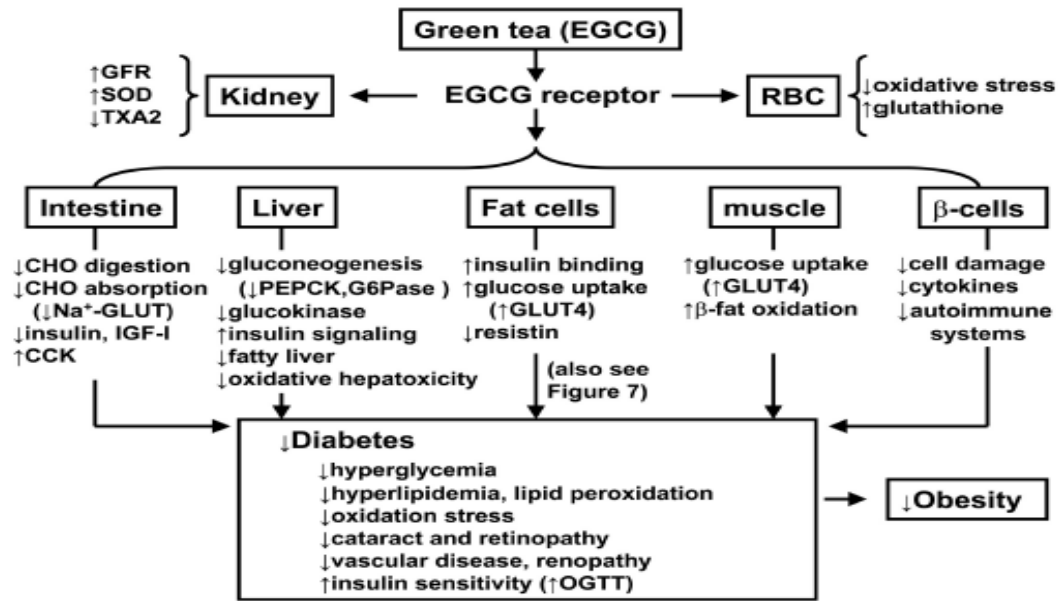 Green tea (EGCG)
↑GFR
↑SOD
↓TXA2
Kidney
EGCG receptor
RBC
↓oxidative stress
↑glutathione
Intestine
↓CHO digestion
↓CHO absorption
(↓Na⁺-GLUT)
↓insulin, IGF-I
↑CCK
Liver
↓gluconeogenesis
(↓PEPCK,G6Pase )
↓glucokinase
↑insulin signaling
↓fatty liver
↓oxidative hepatoxicity
Fat cells
↑insulin binding
↑glucose uptake
(↑GLUT4)
↓resistin
(also see
Figure 7)
muscle
↑glucose uptake
(↑GLUT4)
↑β-fat oxidation
β-cells
↓cell damage
↓cytokines
↓autoimmune
systems
↓Diabetes
↓hyperglycemia
↓hyperlipidemia, lipid peroxidation
↓oxidation stress
↓cataract and retinopathy
↓vascular disease, renopathy
↑insulin sensitivity (↑OGTT)
↓Obesity